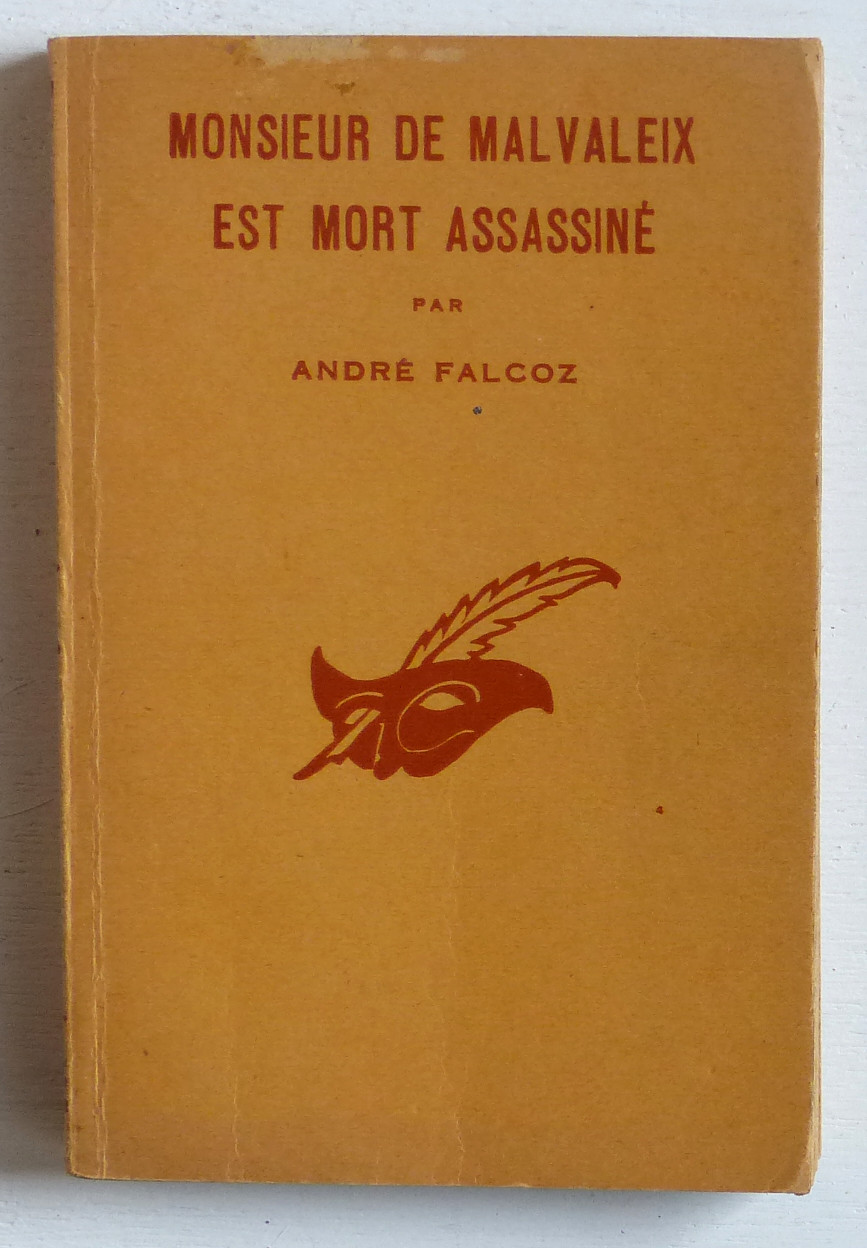 MONSIEUR DE MALVALEIX
EST MORT ASSASSINÉ
PAR
ANDRÉ FALCOZ